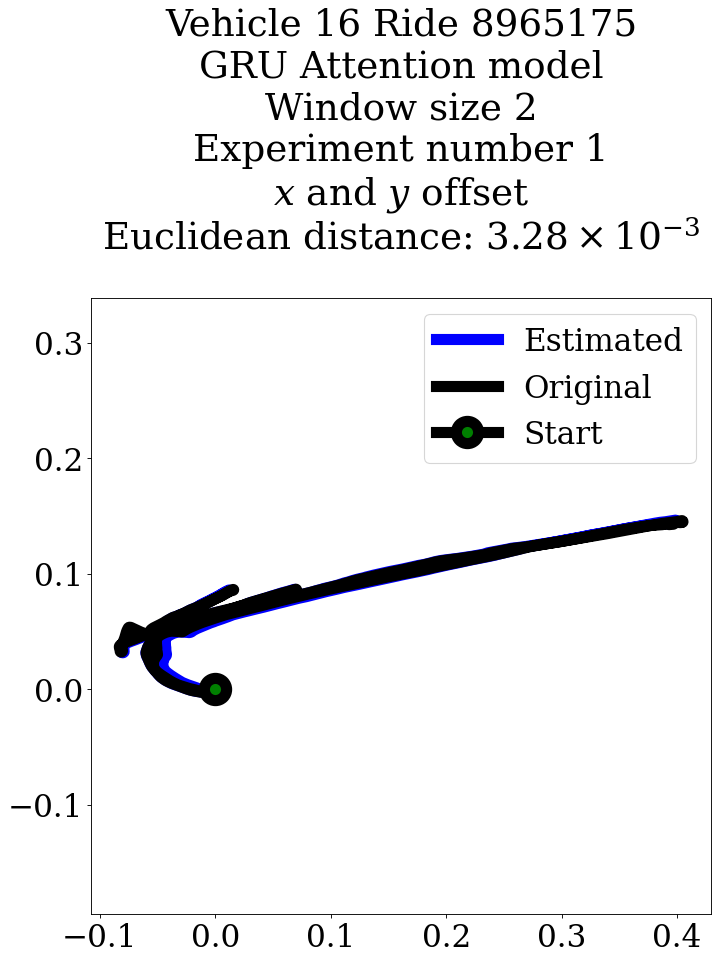 Vehicle 16 Ride 8965175
GRU Attention model
Window size 2
Experiment number 1
x and y offset
Euclidean distance: 3.28 × 10⁻³
Estimated
Original
Start
0.3
0.2
0.1
0.0
−0.1
−0.1 0.0 0.1 0.2 0.3 0.4